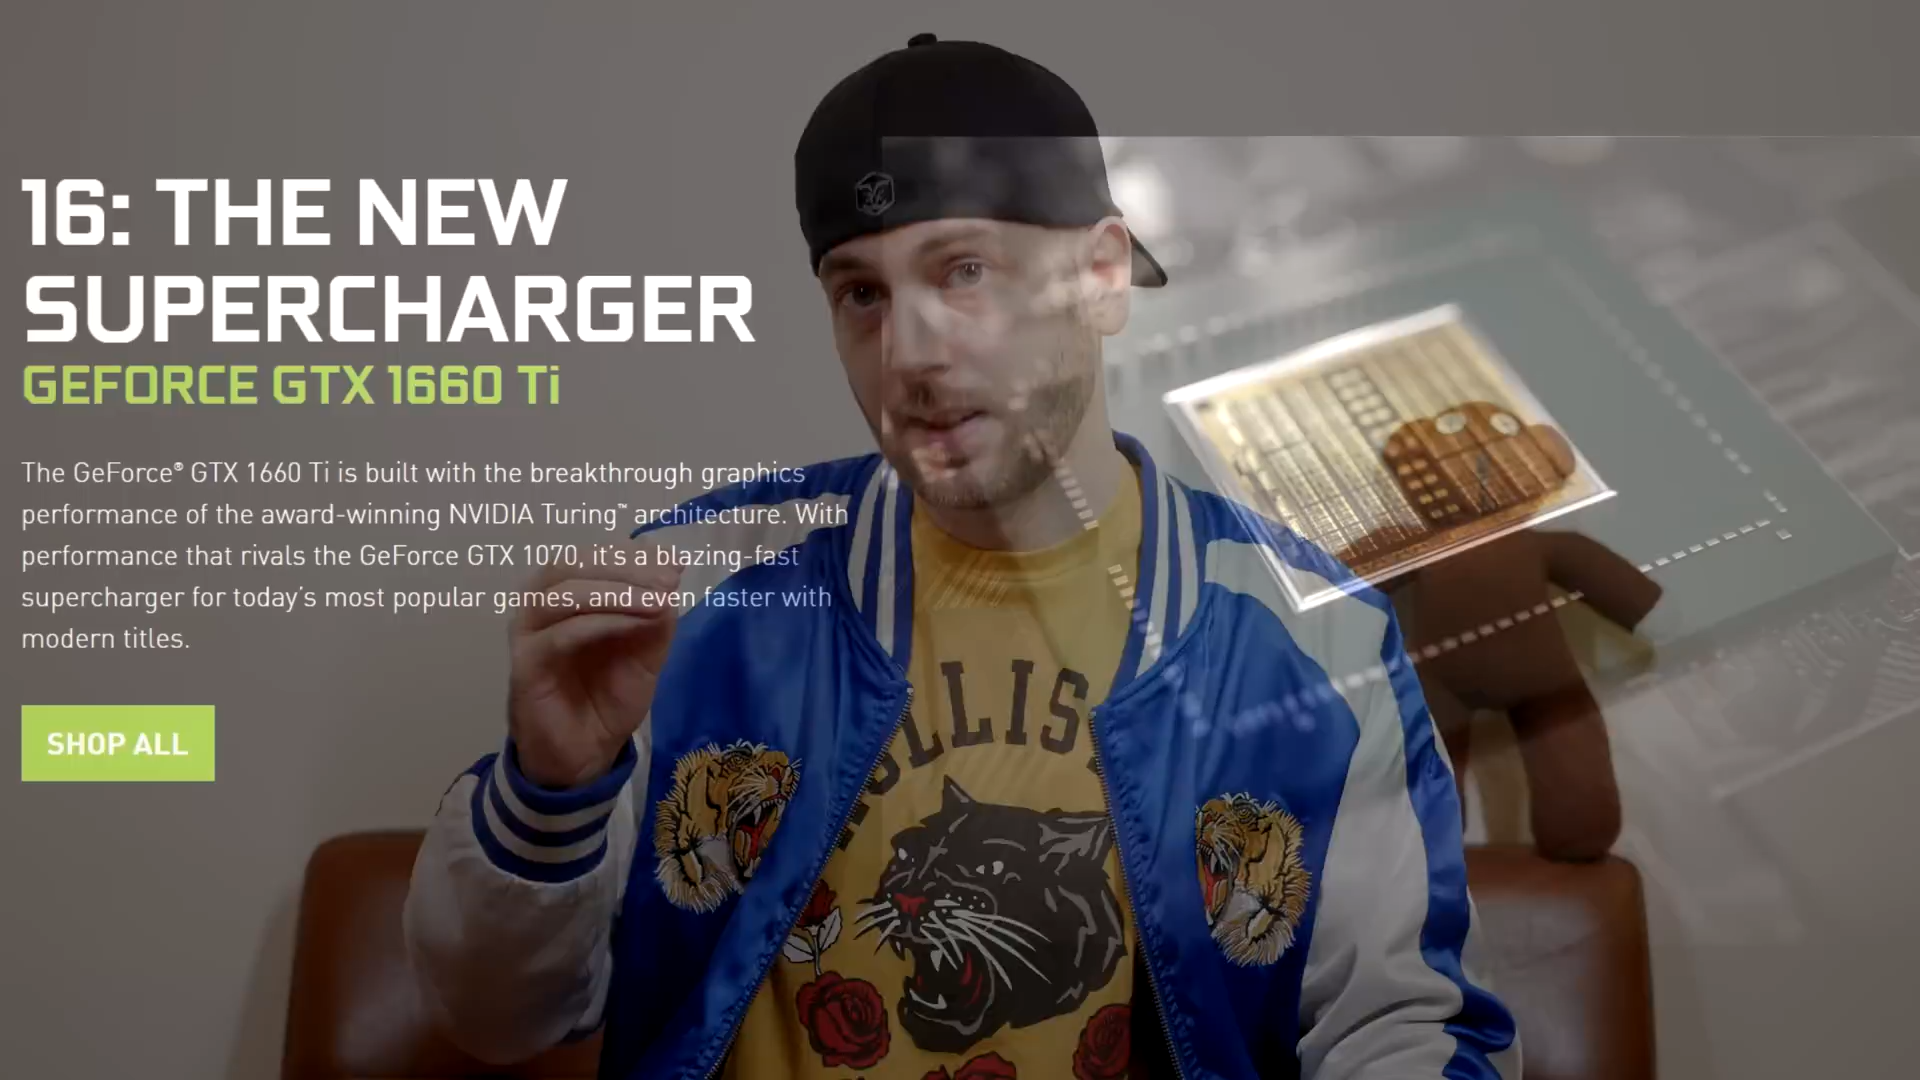 16: THE NEW
SUPERCHARGER
GEFORCE GTX 1660 Ti
The GeForce® GTX 1660 Ti is built with the breakthrough graphics
performance of the award-winning NVIDIA Turing™ architecture. With
performance that rivals the GeForce GTX 1070, it's a blazing-fast
supercharger for today's most popular games, and even faster with
modern titles.
SHOP ALL
OLLIS